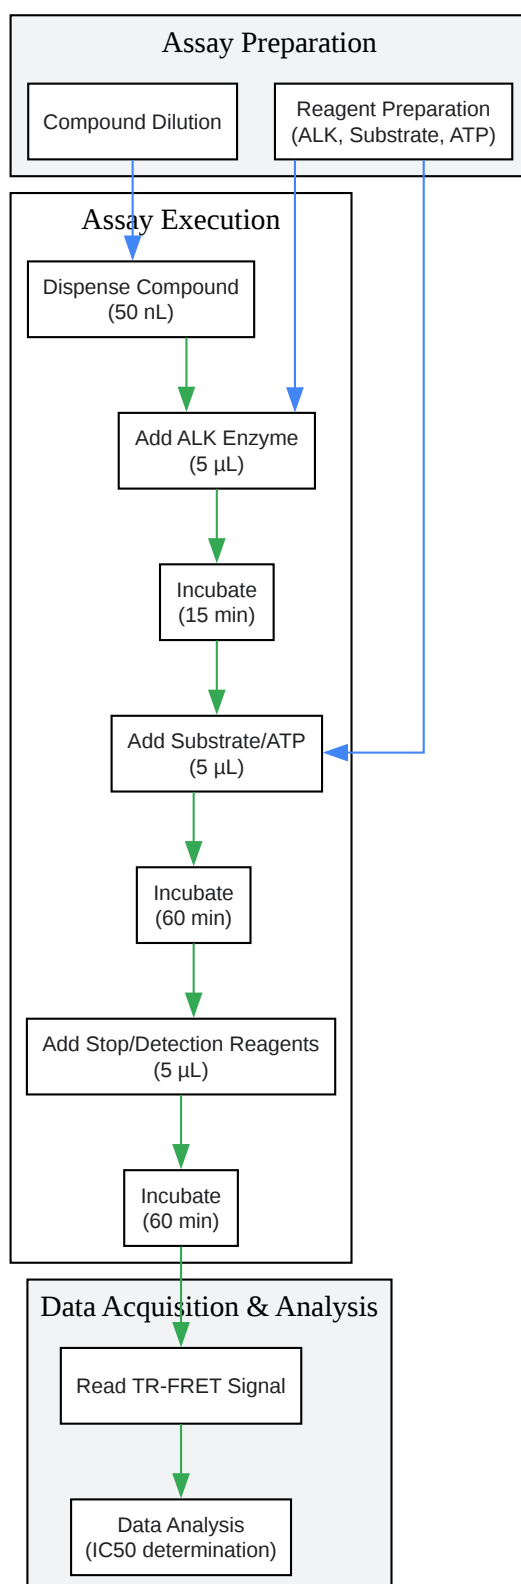 Assay Preparation
Compound Dilution
Reagent Preparation
(ALK, Substrate, ATP)
Assay Execution
Dispense Compound
(50 nL)
Add ALK Enzyme
(5 µL)
Incubate
(15 min)
Add Substrate/ATP
(5 µL)
Incubate
(60 min)
Add Stop/Detection Reagents
(5 µL)
Incubate
(60 min)
Data Acquisition & Analysis
Read TR-FRET Signal
Data Analysis
(IC50 determination)